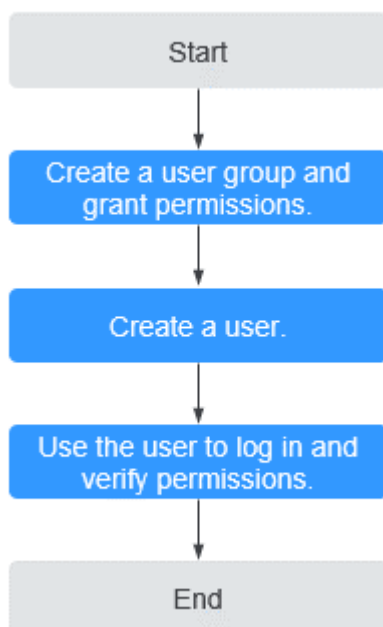 Start
Create a user group and
grant permissions.
Create a user.
Use the user to log in and
verify permissions.
End